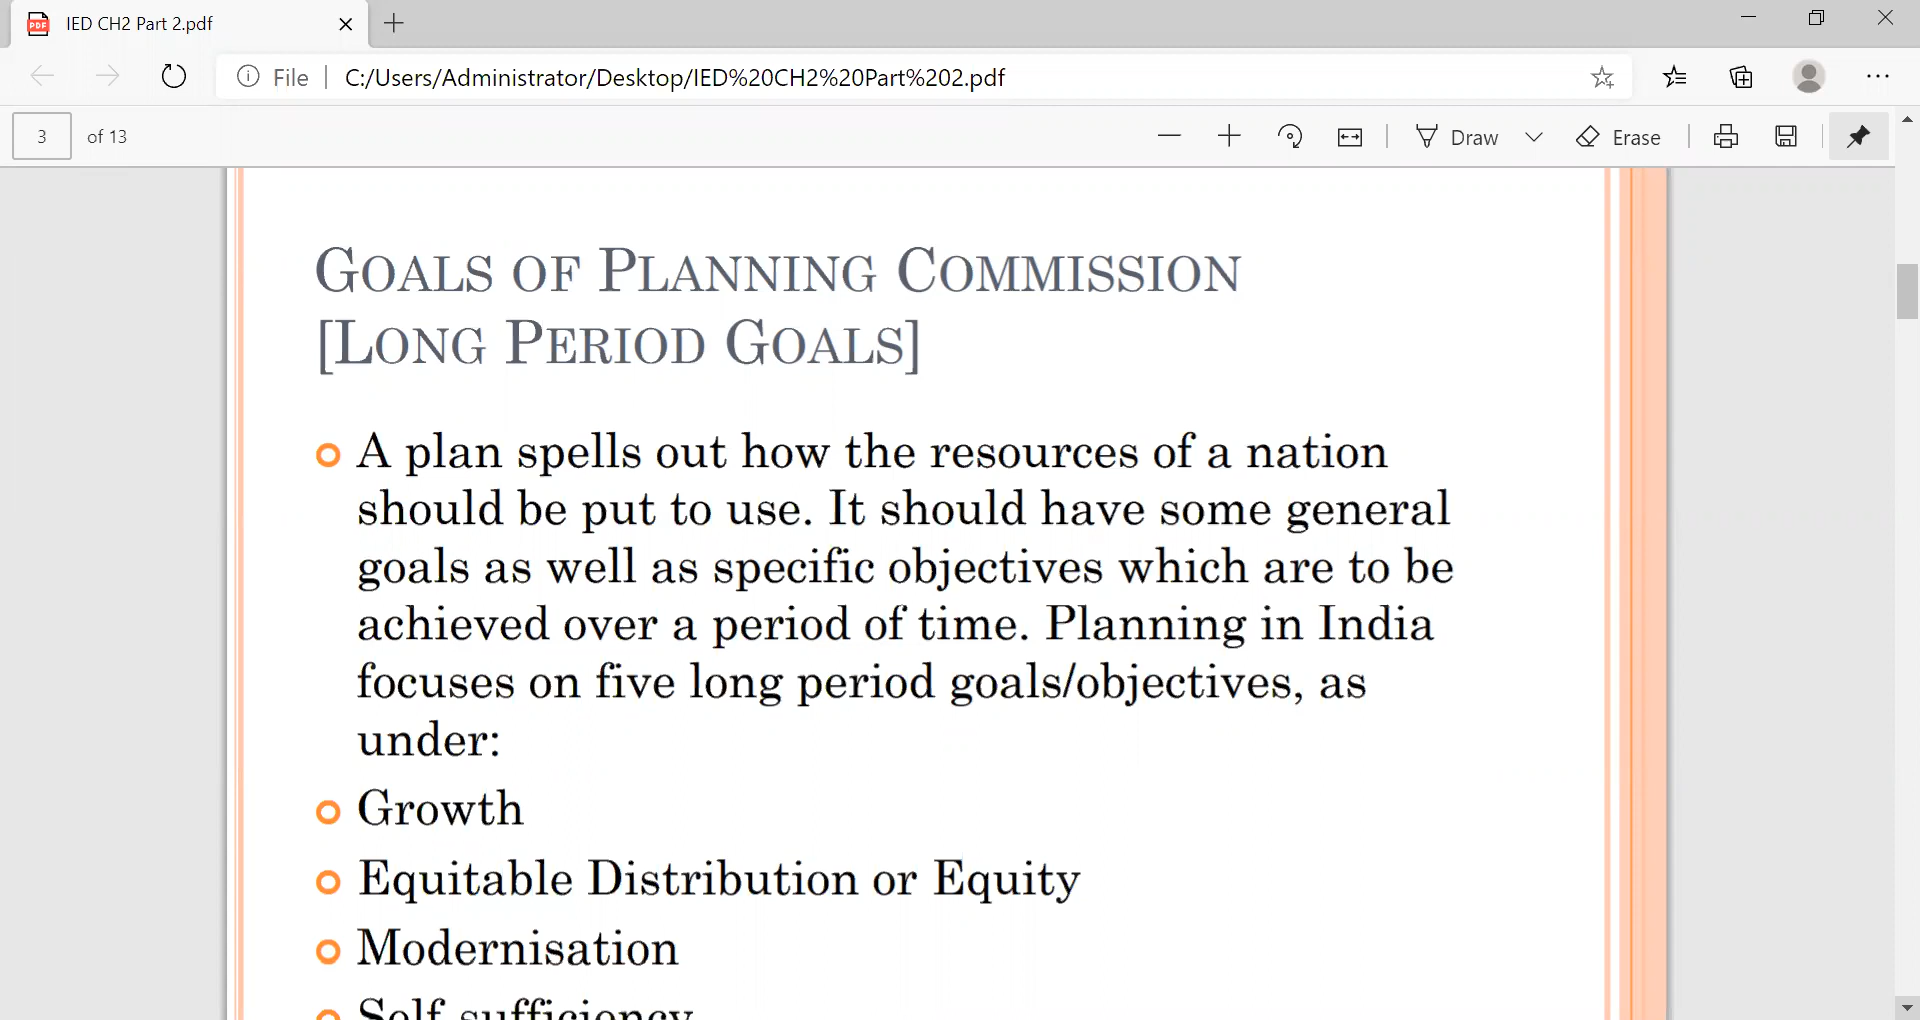 IED CH2 Part 2.pdf
File C:/Users/Administrator/Desktop/IED%20CH2%20Part%202.pdf
3 of 13 Draw Erase
GOALS OF PLANNING COMMISSION
[LONG PERIOD GOALS]
A plan spells out how the resources of a nation
should be put to use. It should have some general
goals as well as specific objectives which are to be
achieved over a period of time. Planning in India
focuses on five long period goals/objectives, as
under:
Growth
Equitable Distribution or Equity
Modernisation
Self sufficiency